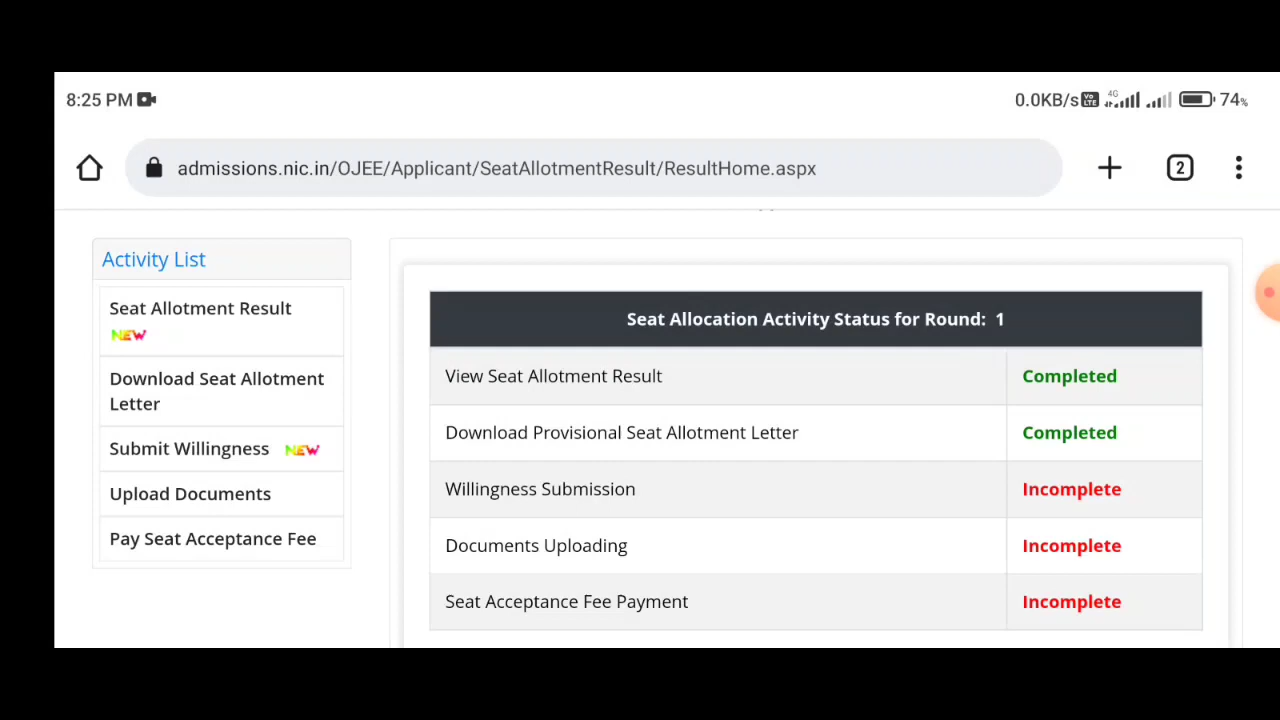 8:25 PM 0.0KB/s Vo LTE 4G 74%
admissions.nic.in/OJEE/Applicant/SeatAllotmentResult/ResultHome.aspx 2
Activity List
Seat Allotment Result
NEW
Download Seat Allotment
Letter
Submit Willingness NEW
Upload Documents
Pay Seat Acceptance Fee
Seat Allocation Activity Status for Round: 1
View Seat Allotment Result Completed
Download Provisional Seat Allotment Letter Completed
Willingness Submission Incomplete
Documents Uploading Incomplete
Seat Acceptance Fee Payment Incomplete